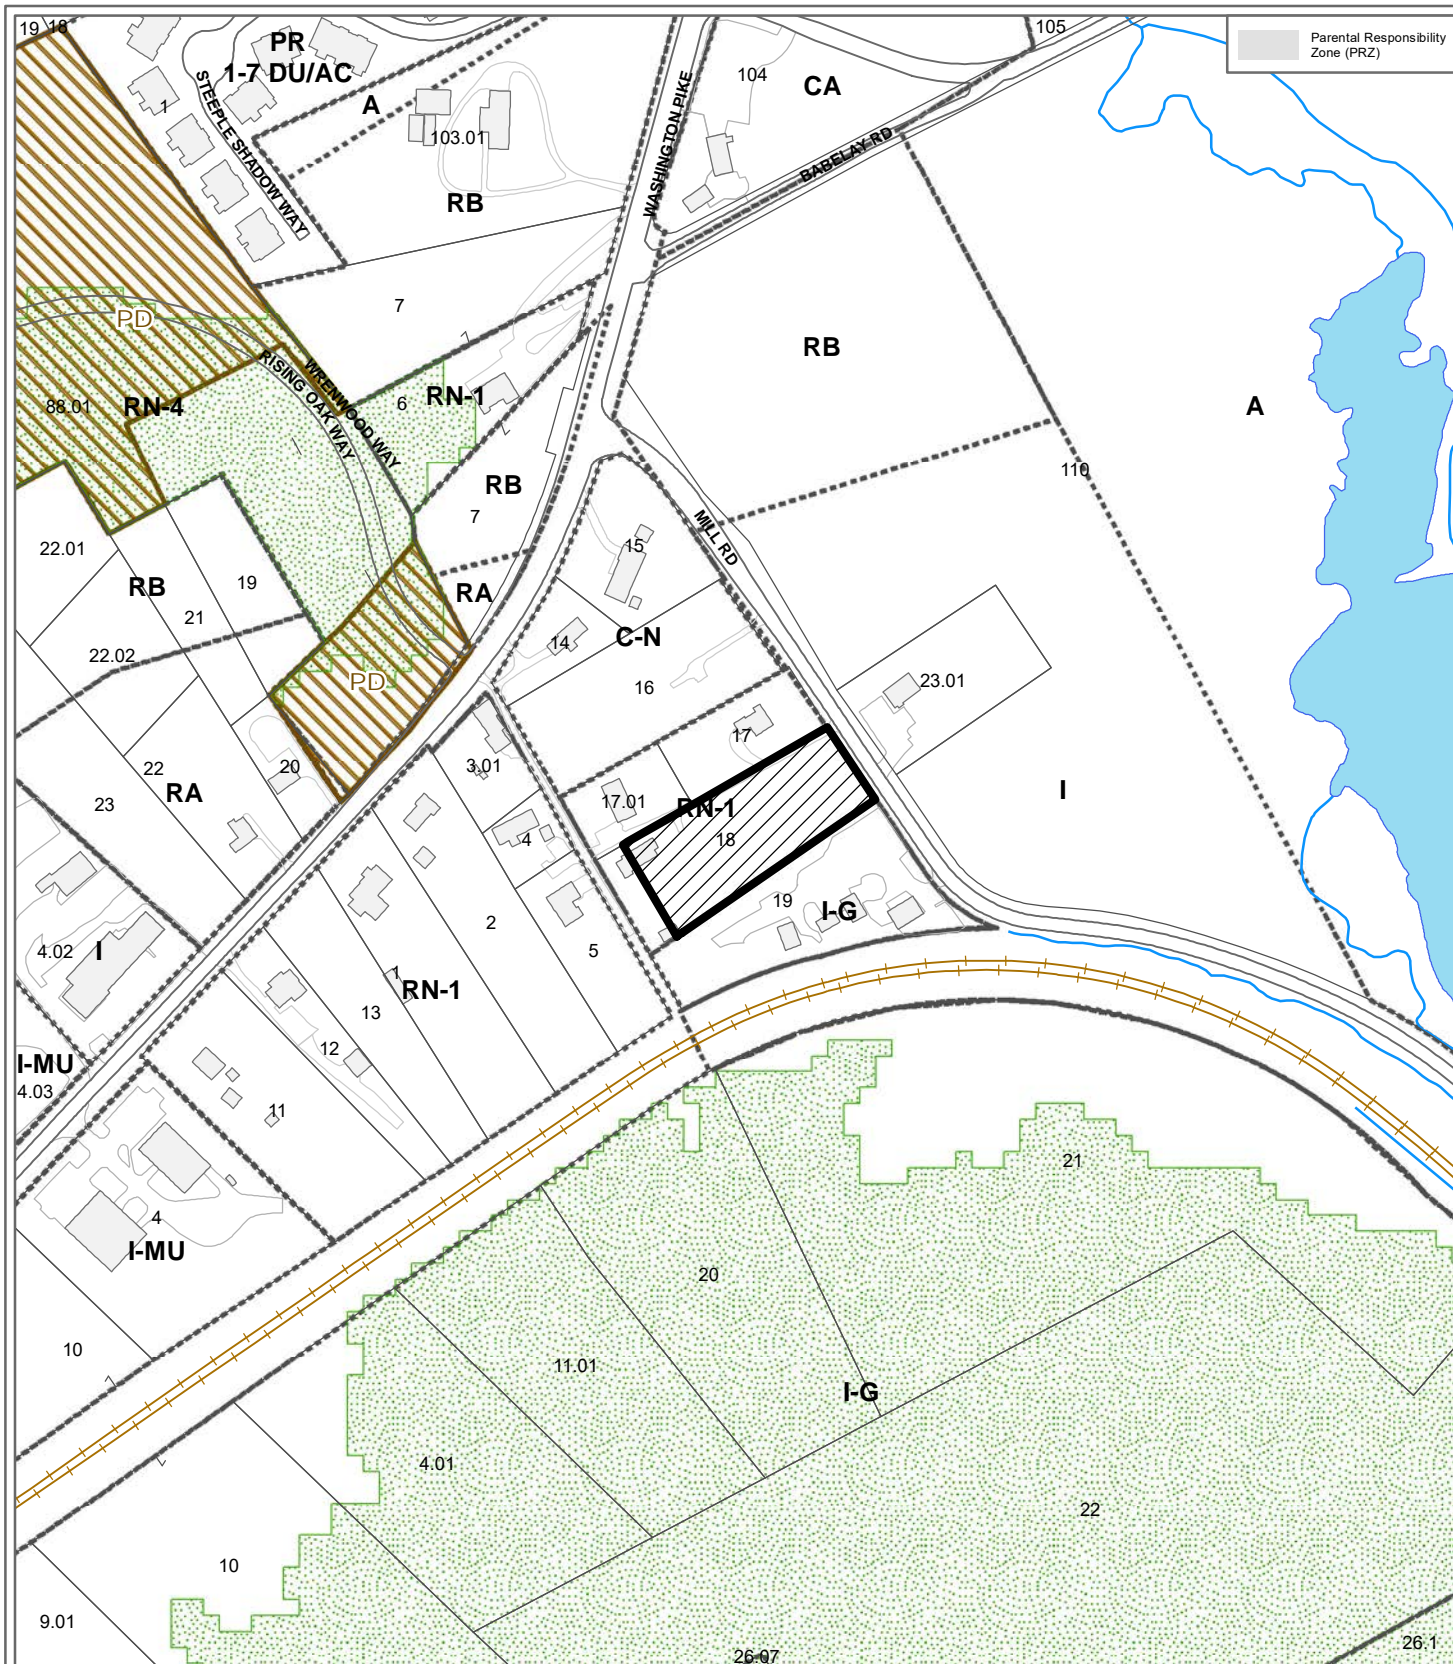 19
18
PR
1-7 DU/AC
105
Parental Responsibility
Zone (PRZ)
1
A
104
CA
STEEPLE SHADOW WAY
103.01
WASHINGTON PIKE
BABELAY RD
RB
7
PD
RB
RISING OAK WAY
WRENWOOD WAY
88.01
RN-4
6
RN-1
A
110
RB
7
MILL RD
22.01
15
RB
19
RA
21
14
C-N
22.02
16
PD
23.01
17
3.01
20
22
RA
23
17.01
RN-1
I
4
18
19
I-G
2
5
4.02
I
1
RN-1
13
12
I-MU
4.03
11
21
4
I-MU
20
10
11.01
I-G
4.01
22
10
9.01
26.07
26.1